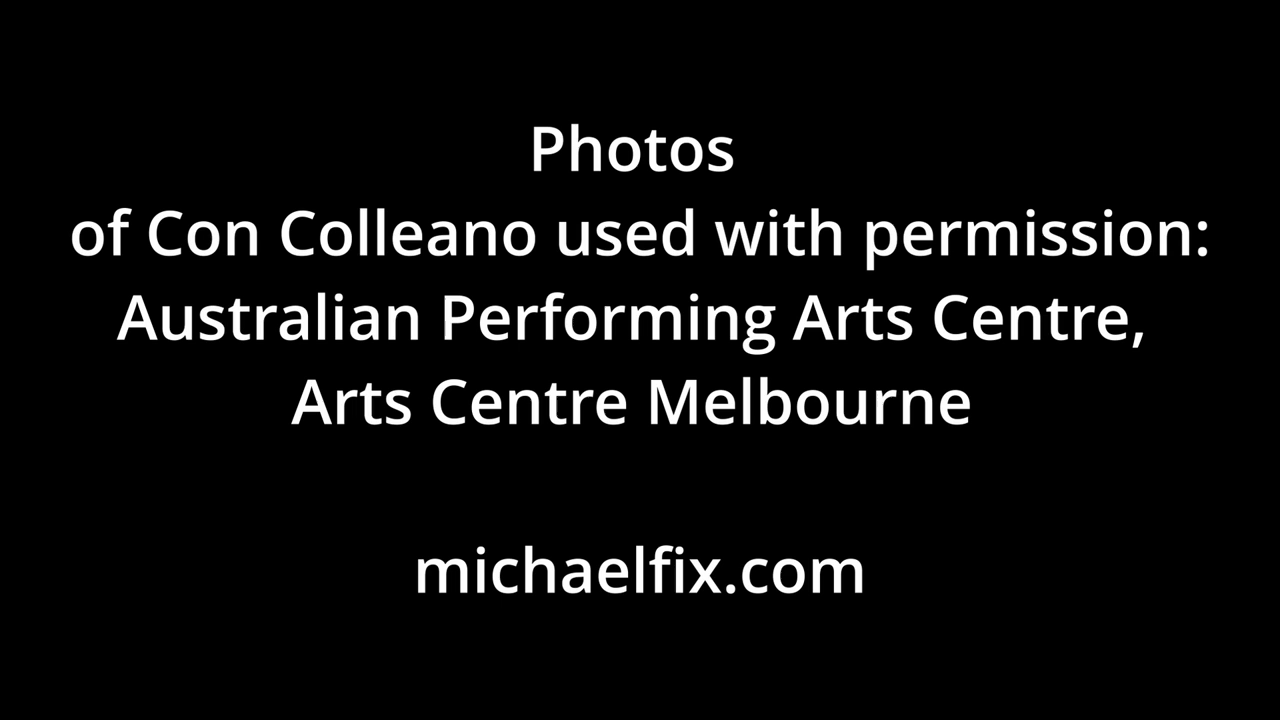 Photos
of Con Colleano used with permission:
Australian Performing Arts Centre,
Arts Centre Melbourne
michaelfix.com